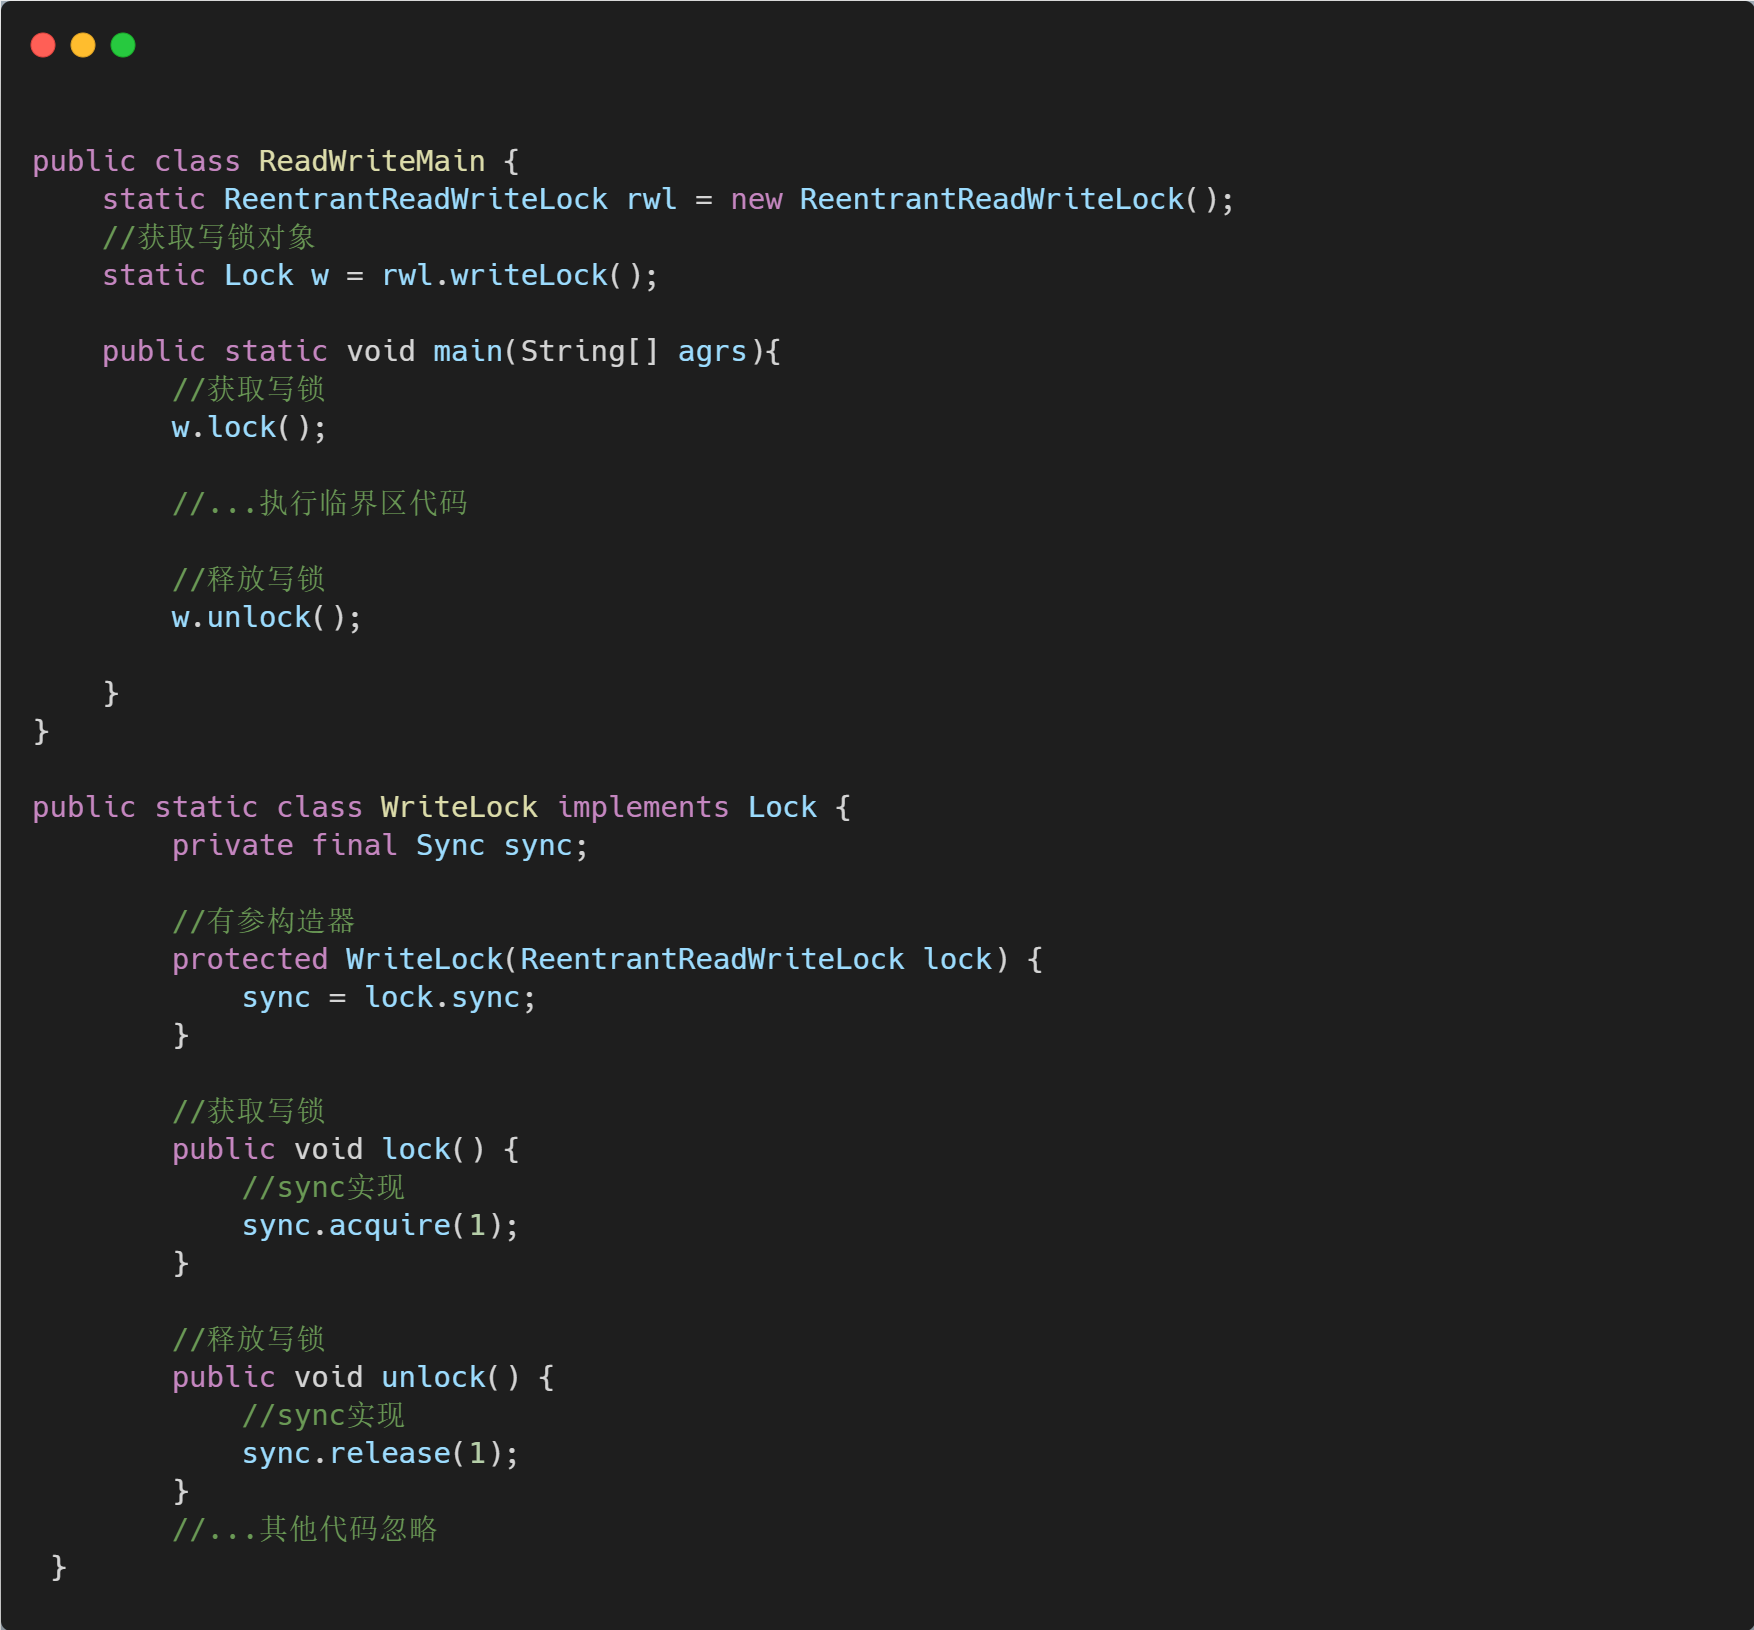 public class ReadWriteMain {
    static ReentrantReadWriteLock rwl = new ReentrantReadWriteLock();
    //获取写锁对象
    static Lock w = rwl.writeLock();
    public static void main(String[] agrs){
        //获取写锁
        w.lock();
        //...执行临界区代码
        //释放写锁
        w.unlock();
    }
}
public static class WriteLock implements Lock {
        private final Sync sync;
        //有参构造器
        protected WriteLock(ReentrantReadWriteLock lock) {
            sync = lock.sync;
        }
        //获取写锁
        public void lock() {
            //sync实现
            sync.acquire(1);
        }
        //释放写锁
        public void unlock() {
            //sync实现
            sync.release(1);
        }
        //...其他代码忽略
 }